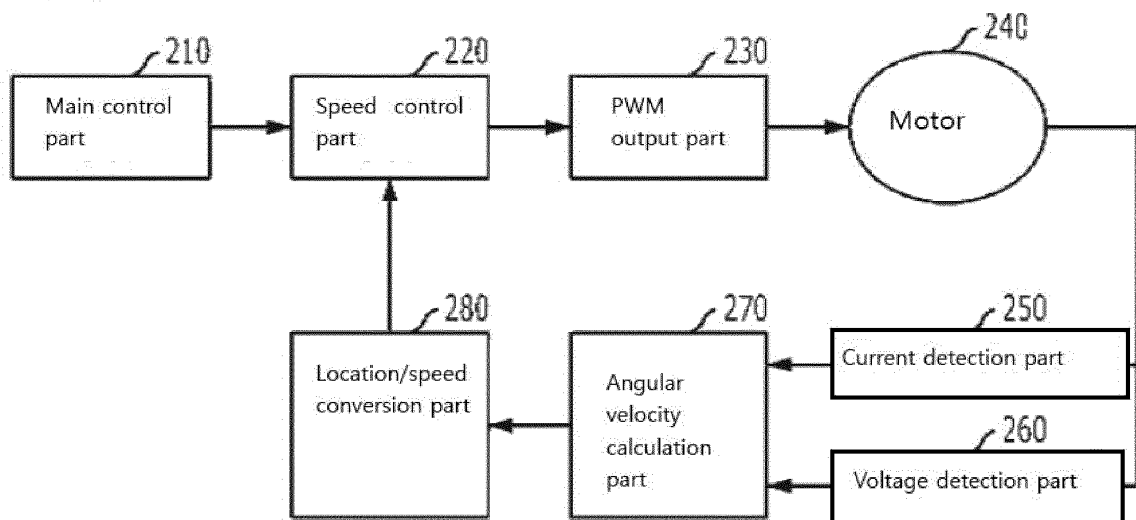 210
220
230
240
Main control
part
Speed control
part
PWM
output part
Motor
280
270
250
Location/speed
conversion part
Angular
velocity
calculation
part
Current detection part
260
Voltage detection part